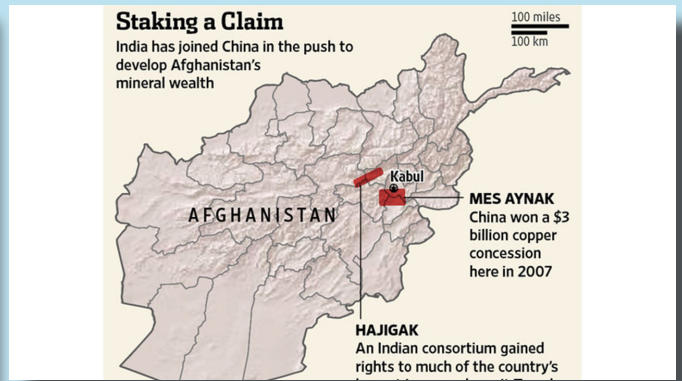 Staking a Claim
India has joined China in the push to
develop Afghanistan's
mineral wealth
100 miles
100 km
Kabul
AFGHANISTAN
MES AYNAK
China won a $3
billion copper
concession
here in 2007
HAJIGAK
An Indian consortium gained
rights to much of the country's